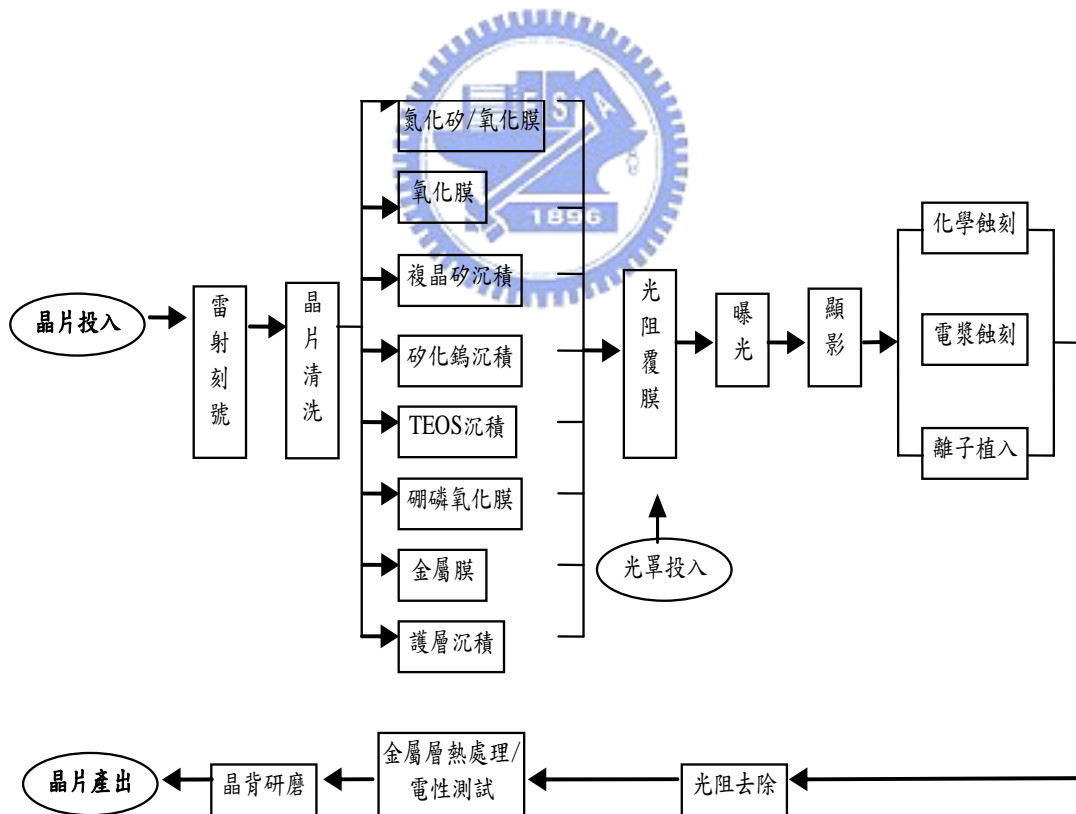 ESA
1896
晶片投入
雷射刻號
晶片清洗
氮化矽/氧化膜
氧化膜
複晶矽沉積
矽化鎢沉積
TEOS沉積
硼磷氧化膜
金屬膜
護層沉積
光阻覆膜
光罩投入
曝光
顯影
化學蝕刻
電漿蝕刻
離子植入
光阻去除
金屬層熱處理/
電性測試
晶背研磨
晶片產出